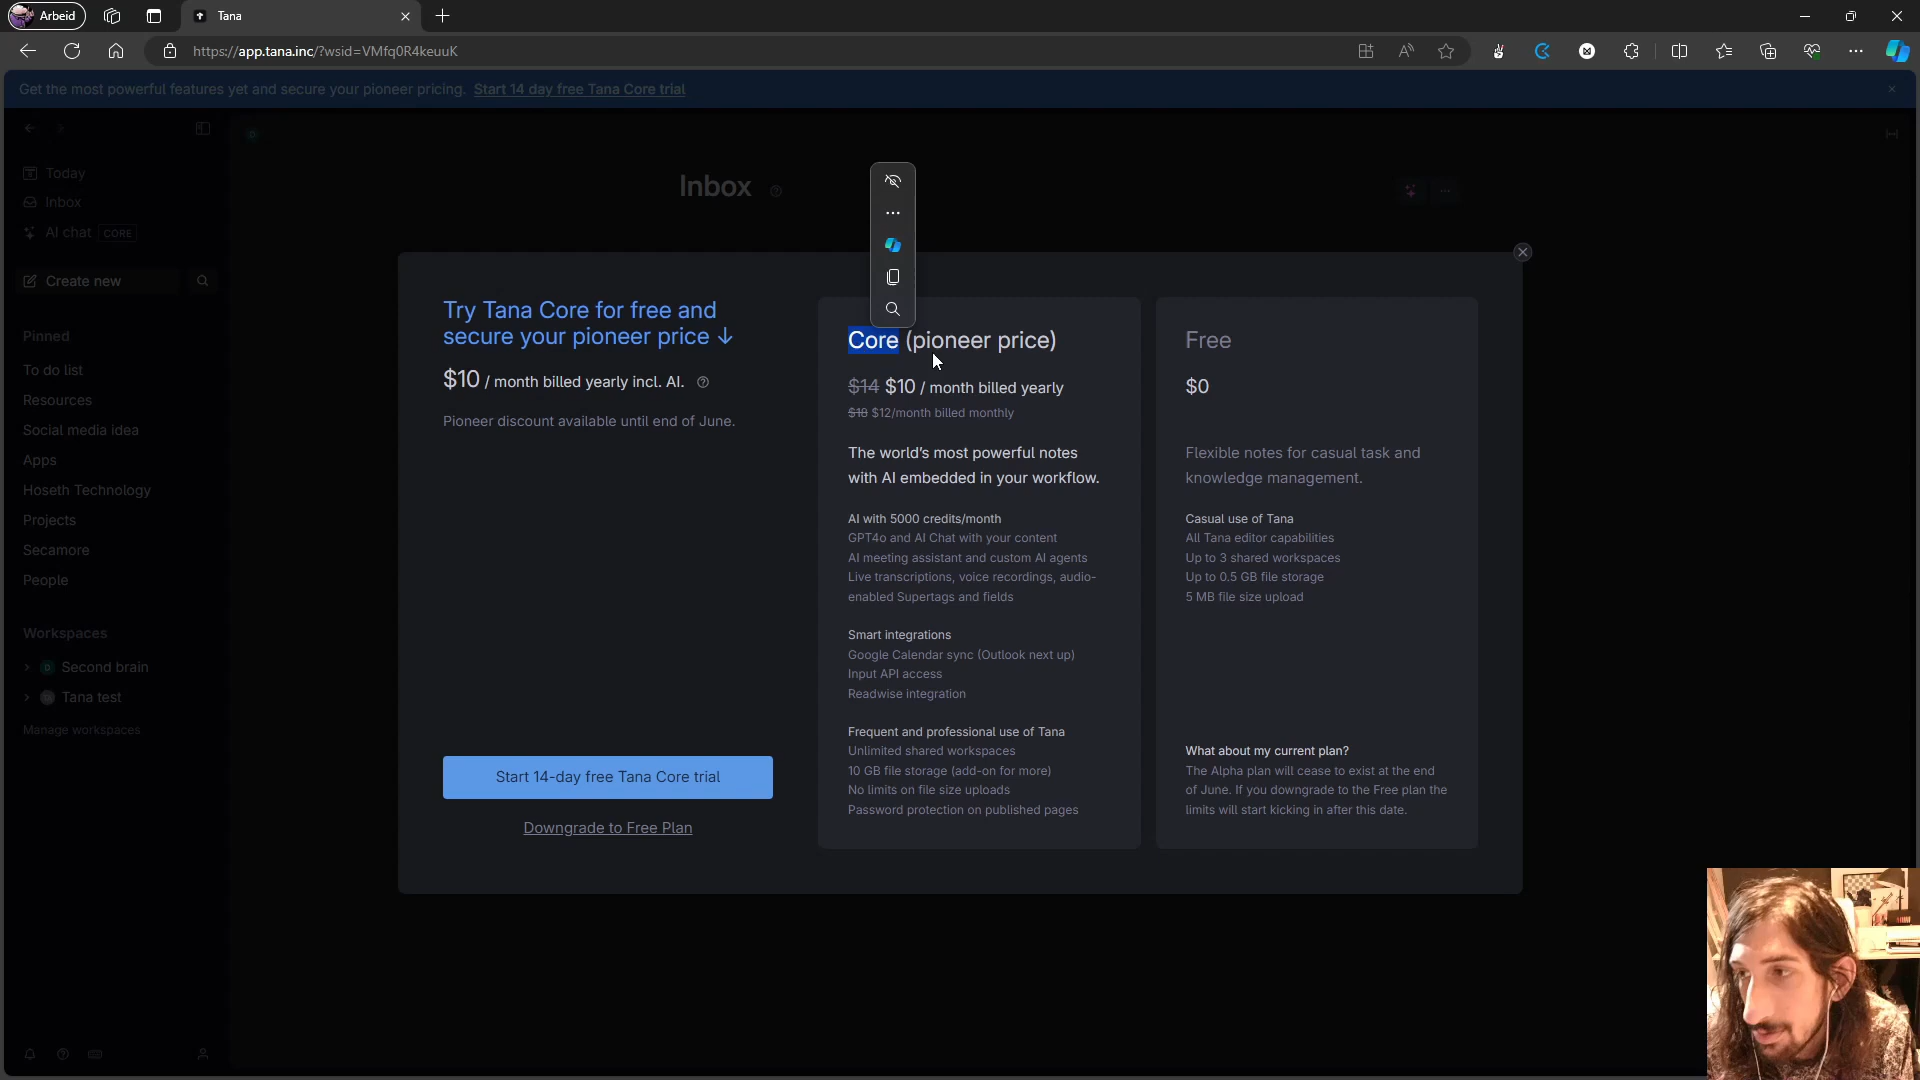 Arbeid
Tana
https://app.tana.inc/?wsid=VMfq0R4keuuK
Get the most powerful features yet and secure your pioneer pricing. Start 14 day free Tana Core trial
Today
Inbox
AI chat CORE
Create new
Pinned
To do list
Resources
Social media idea
Apps
Hoseth Technology
Projects
Secamore
People
Workspaces
D Second brain
Tana test
Manage workspaces
Inbox
Try Tana Core for free and
secure your pioneer price ↓
$10 / month billed yearly incl. AI.
Pioneer discount available until end of June.
Start 14-day free Tana Core trial
Downgrade to Free Plan
Core (pioneer price)
$14 $10 / month billed yearly
$18 $12/month billed monthly
The world's most powerful notes
with AI embedded in your workflow.
AI with 5000 credits/month
GPT4o and AI Chat with your content
AI meeting assistant and custom AI agents
Live transcriptions, voice recordings, audio-
enabled Supertags and fields
Smart integrations
Google Calendar sync (Outlook next up)
Input API access
Readwise integration
Frequent and professional use of Tana
Unlimited shared workspaces
10 GB file storage (add-on for more)
No limits on file size uploads
Password protection on published pages
Free
$0
Flexible notes for casual task and
knowledge management.
Casual use of Tana
All Tana editor capabilities
Up to 3 shared workspaces
Up to 0.5 GB file storage
5 MB file size upload
What about my current plan?
The Alpha plan will cease to exist at the end
of June. If you downgrade to the Free plan the
limits will start kicking in after this date.